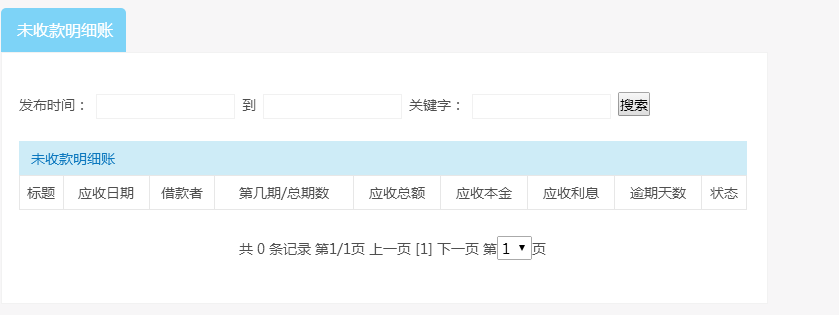 未收款明细账
发布时间： 到 关键字： 搜索
未收款明细账
标题 应收日期 借款者 第几期/总期数 应收总额 应收本金 应收利息 逾期天数 状态
共 0 条记录 第1/1页 上一页 [1] 下一页 第 1 页